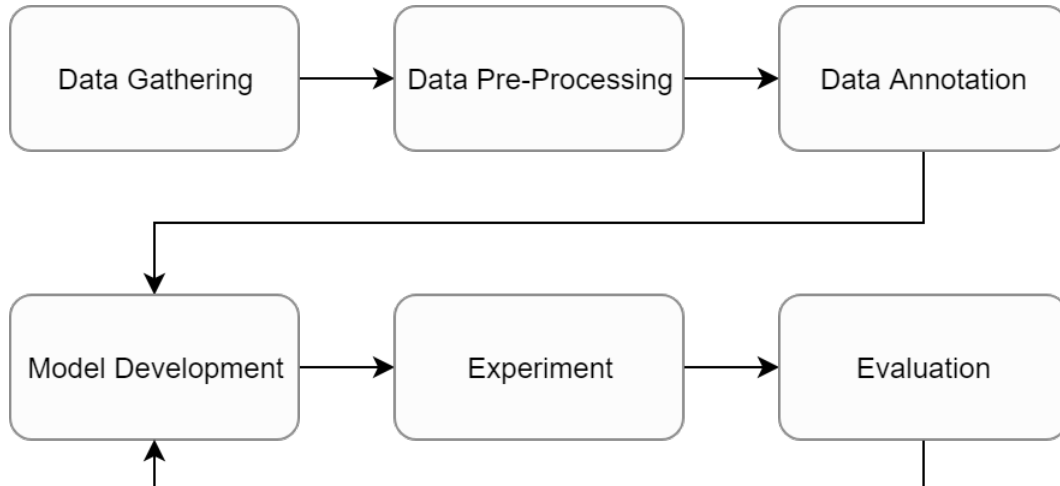 Data Gathering
Data Pre-Processing
Data Annotation
Model Development
Experiment
Evaluation